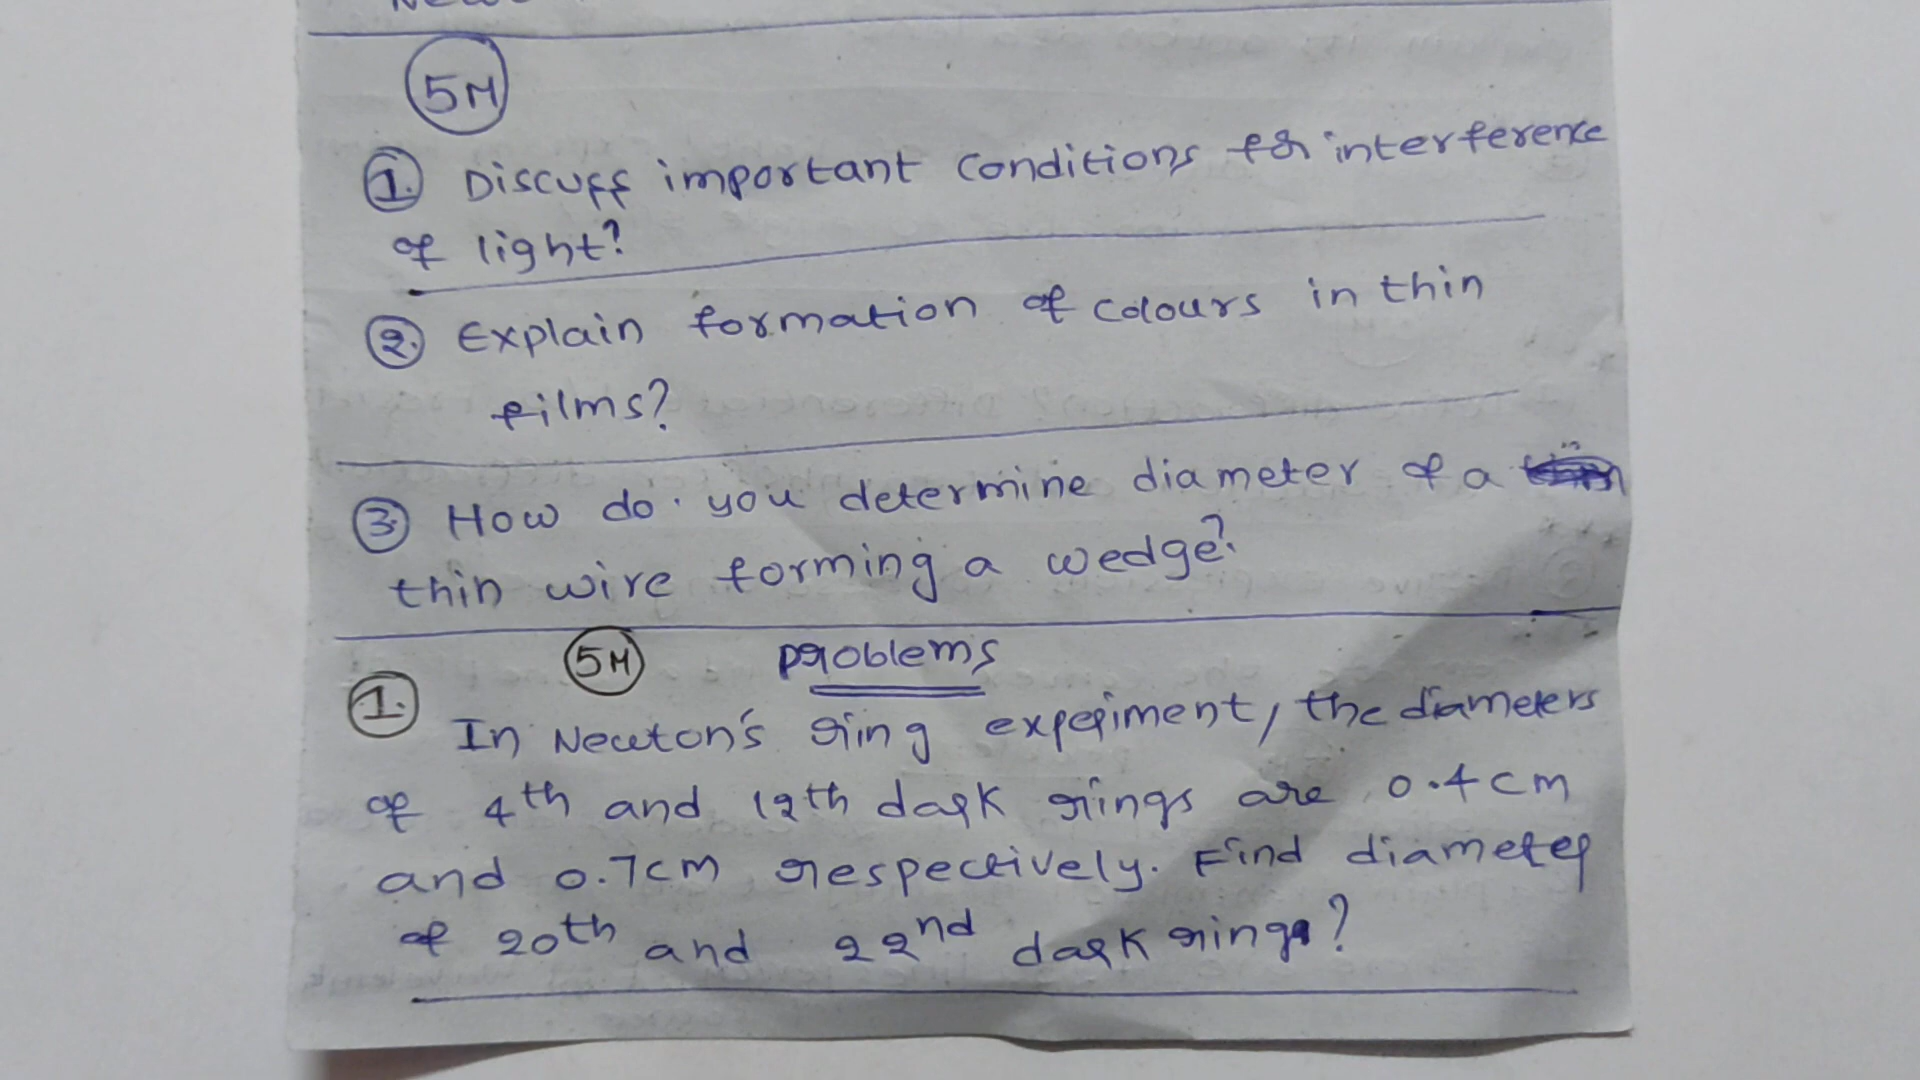 5M
1. Discuss important conditions for interference
of light?
2. Explain formation of colours in thin
films?
3. How do you determine diameter of a
thin wire forming a wedge?
5M problems
1.
In Newton's ring experiment, the diameters
of 4th and 12th dark rings are 0.4cm
and 0.7cm respectively. Find diameter
of 20th and 22nd dark rings?